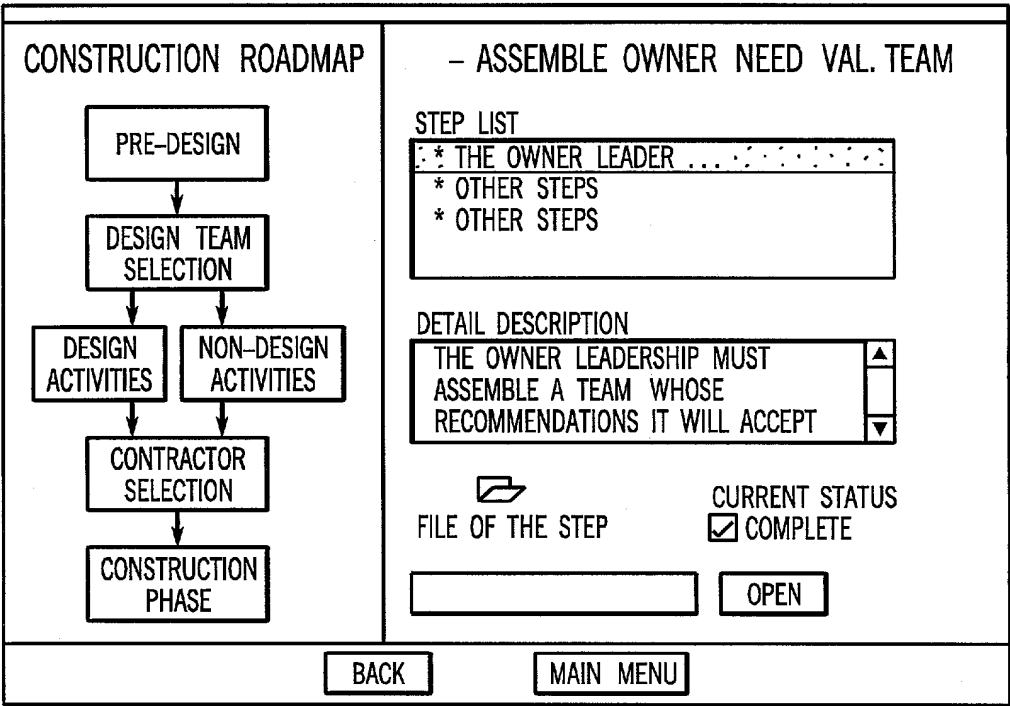 CONSTRUCTION ROADMAP
PRE-DESIGN
DESIGN TEAM
SELECTION
DESIGN
ACTIVITIES
NON-DESIGN
ACTIVITIES
CONTRACTOR
SELECTION
CONSTRUCTION
PHASE
- ASSEMBLE OWNER NEED VAL. TEAM
STEP LIST
* THE OWNER LEADER ...
* OTHER STEPS
* OTHER STEPS
DETAIL DESCRIPTION
THE OWNER LEADERSHIP MUST
ASSEMBLE A TEAM WHOSE
RECOMMENDATIONS IT WILL ACCEPT
FILE OF THE STEP
CURRENT STATUS
COMPLETE
OPEN
BACK
MAIN MENU